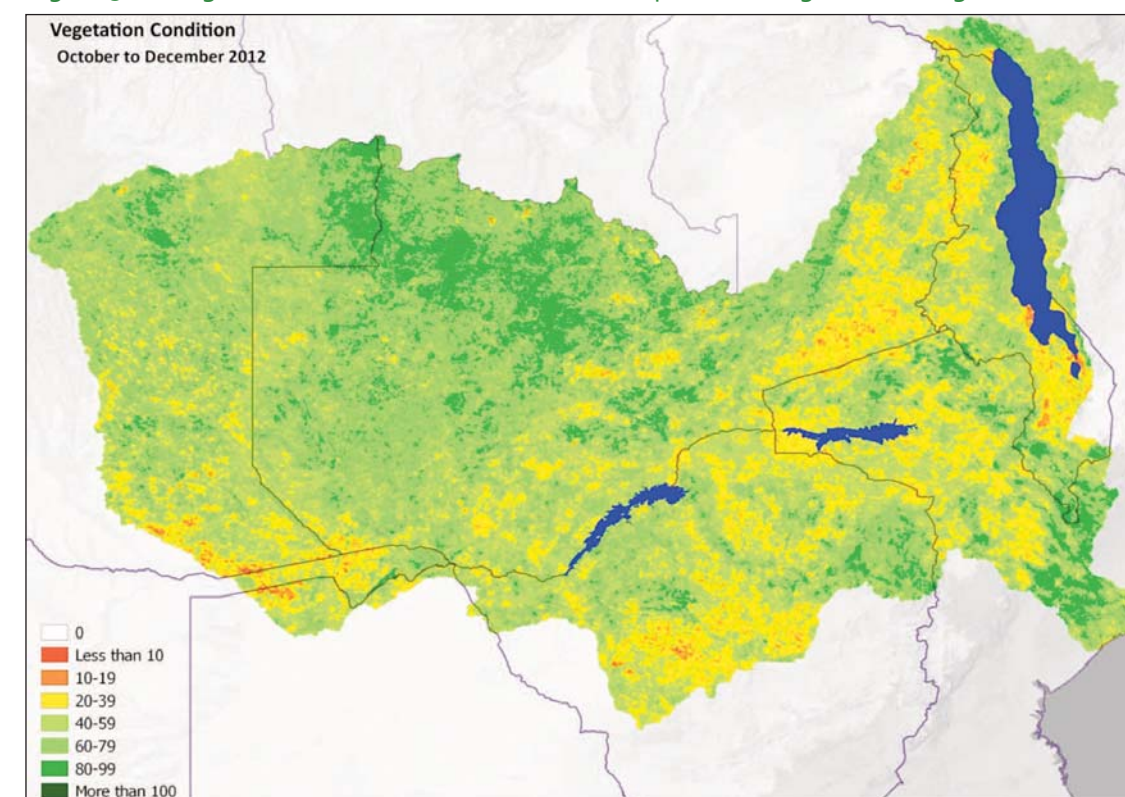 Vegetation Condition
October to December 2012
0
Less than 10
10-19
20-39
40-59
60-79
80-99
More than 100